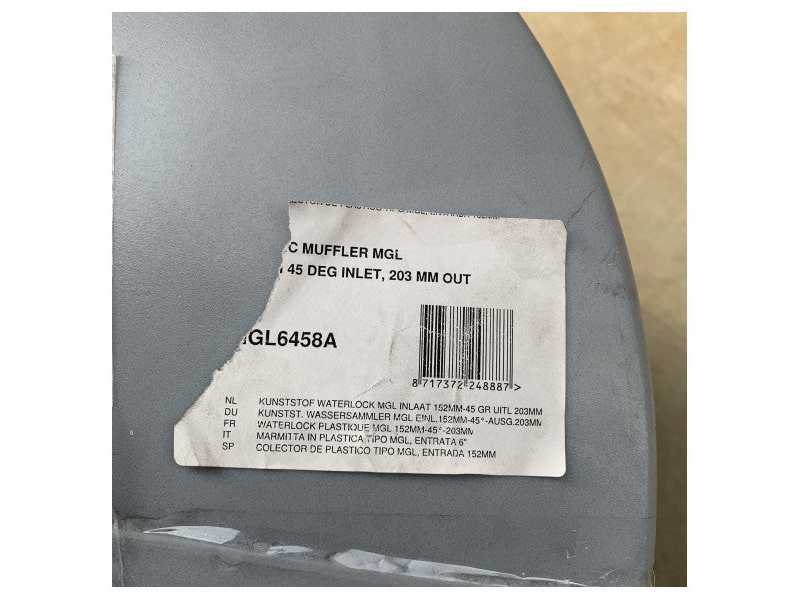 C MUFFLER MGL
45 DEG INLET, 203 MM OUT
GL6458A
8 717372 248887 >
NL KUNSTSTOF WATERLOCK MGL INLAAT 152MM-45 GR UITL 203MM
DU KUNSTST. WASSERSAMMLER MGL EINL,152MM-45°-AUSG.203MM
FR WATERLOCK PLASTIQUE MGL 152MM-45°-203MM
IT MARMITTA IN PLASTICA TIPO MGL, ENTRATA 6"
SP COLECTOR DE PLASTICO TIPO MGL, ENTRADA 152MM